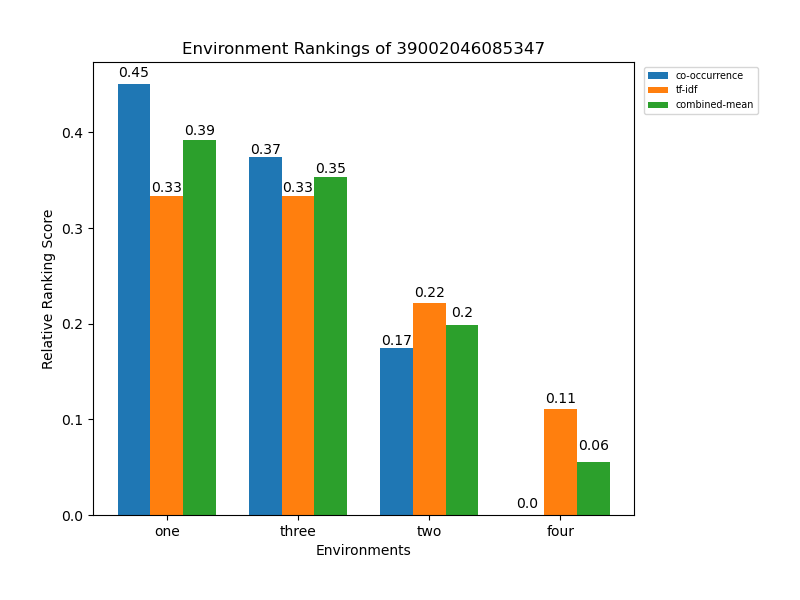 Environment Rankings of 39002046085347
co-occurrence
tf-idf
combined-mean
Relative Ranking Score
0.4
0.3
0.2
0.1
0.0
0.45
0.33
0.39
0.37
0.33
0.35
0.17
0.22
0.2
0.0
0.11
0.06
one
three
two
four
Environments